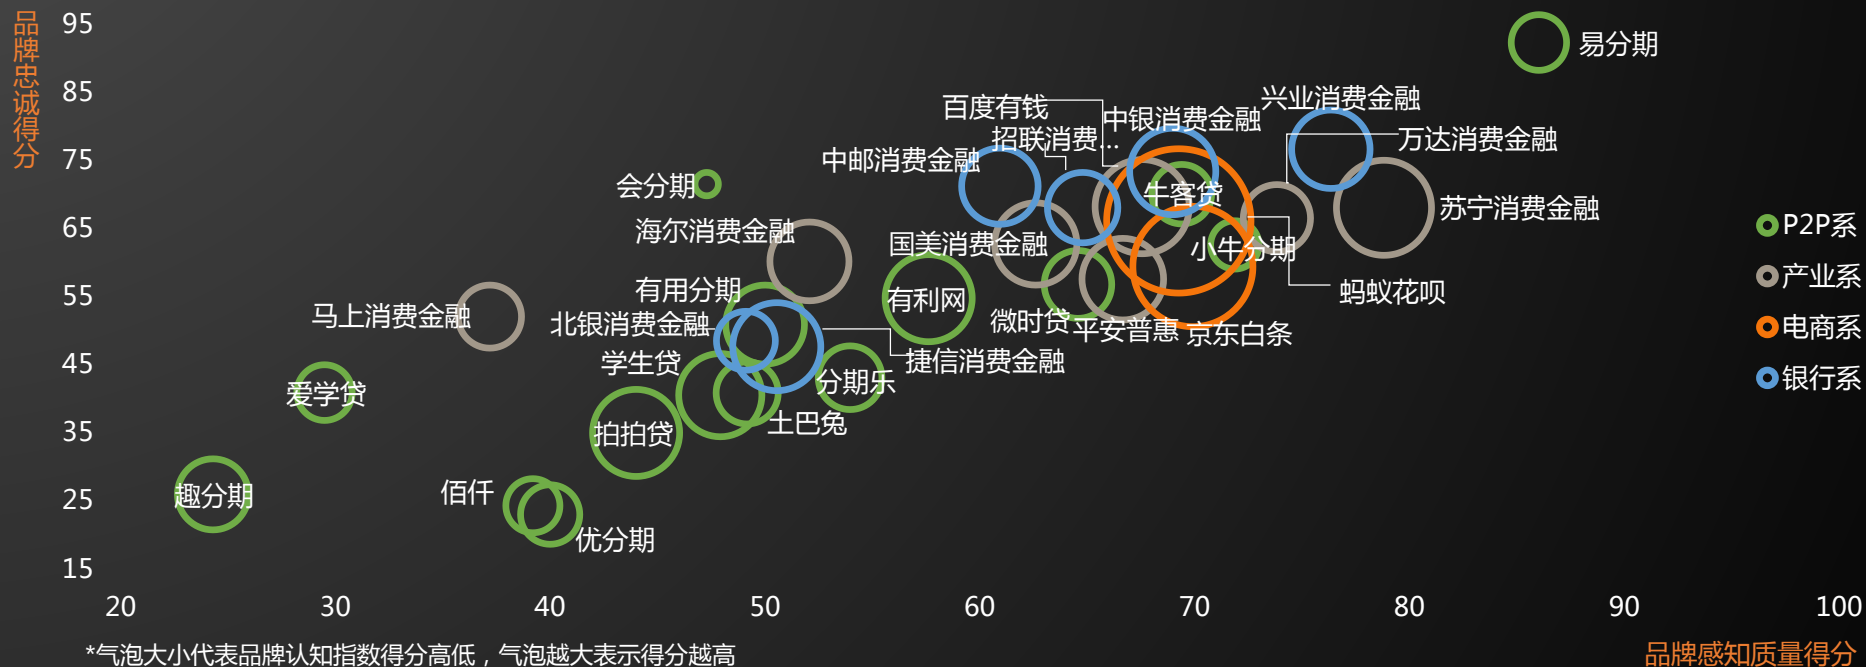 品牌忠诚得分
95
85
75
65
55
45
35
25
15
易分期
兴业消费金融
百度有钱
中银消费金融
招联消费...
万达消费金融
中邮消费金融
会分期
牛客贷
苏宁消费金融
海尔消费金融
国美消费金融
小牛分期
有用分期
有利网
蚂蚁花呗
马上消费金融
北银消费金融
微时贷
平安普惠
京东白条
学生贷
捷信消费金融
爱学贷
分期乐
土巴兔
拍拍贷
趣分期
佰仟
优分期
P2P系
产业系
电商系
银行系
20 30 40 50 60 70 80 90 100
*气泡大小代表品牌认知指数得分高低，气泡越大表示得分越高
品牌感知质量得分